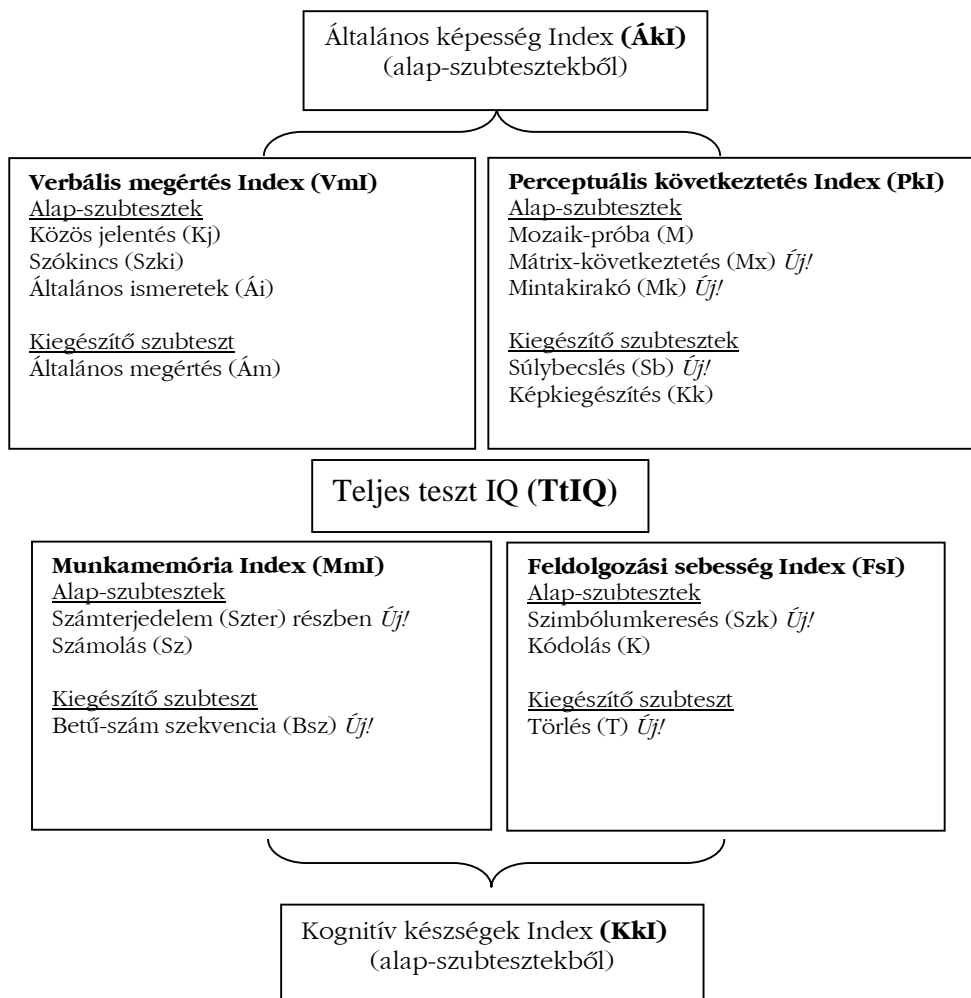 Általános képesség Index (ÁkI)
(alap-szubtesztekből)
Verbális megértés Index (VmI)
Alap-szubtesztek
Közös jelentés (Kj)
Szókincs (Szki)
Általános ismeretek (Ái)
Kiegészítő szubteszt
Általános megértés (Ám)
Perceptuális következtetés Index (PkI)
Alap-szubtesztek
Mozaik-próba (M)
Mátrix-következtetés (Mx) Új!
Mintakirakó (Mk) Új!
Kiegészítő szubtesztek
Súlybecslés (Sb) Új!
Képkiegészítés (Kk)
Teljes teszt IQ (TtIQ)
Munkamemória Index (MmI)
Alap-szubtesztek
Számterjedelem (Szter) részben Új!
Számolás (Sz)
Kiegészítő szubteszt
Betű-szám szekvencia (Bsz) Új!
Feldolgozási sebesség Index (FsI)
Alap-szubtesztek
Szimbólumkeresés (Szk) Új!
Kódolás (K)
Kiegészítő szubteszt
Törlés (T) Új!
Kognitív készségek Index (KkI)
(alap-szubtesztekből)